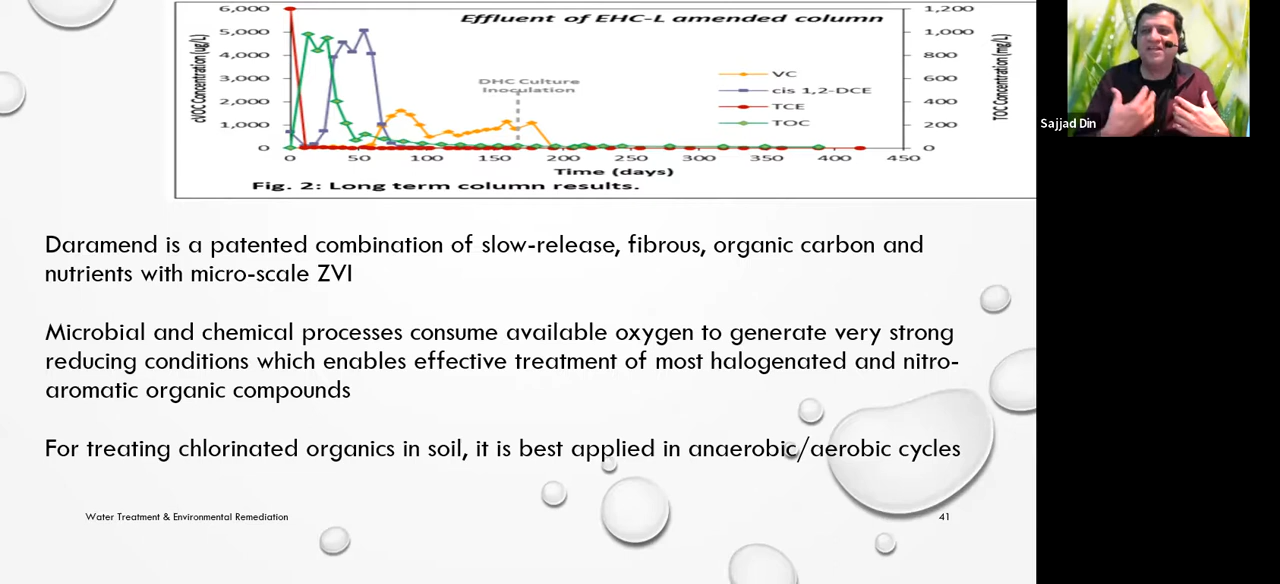 Effluent of EHC-L amended column
cVOC Concentration (ug/L)
6,000
5,000
4,000
3,000
2,000
1,000
0
1,200
1,000
800
600
400
200
0
TOC Concentration (mg/L)
DHC Culture
Inoculation
VC
cis 1,2-DCE
TCE
TOC
0 50 100 150 200 250 300 350 400 450
Time (days)
Fig. 2: Long term column results.
Sajjad Din
Daramend is a patented combination of slow-release, fibrous, organic carbon and
nutrients with micro-scale ZVI
Microbial and chemical processes consume available oxygen to generate very strong
reducing conditions which enables effective treatment of most halogenated and nitro-
aromatic organic compounds
For treating chlorinated organics in soil, it is best applied in anaerobic/aerobic cycles
Water Treatment & Environmental Remediation
41